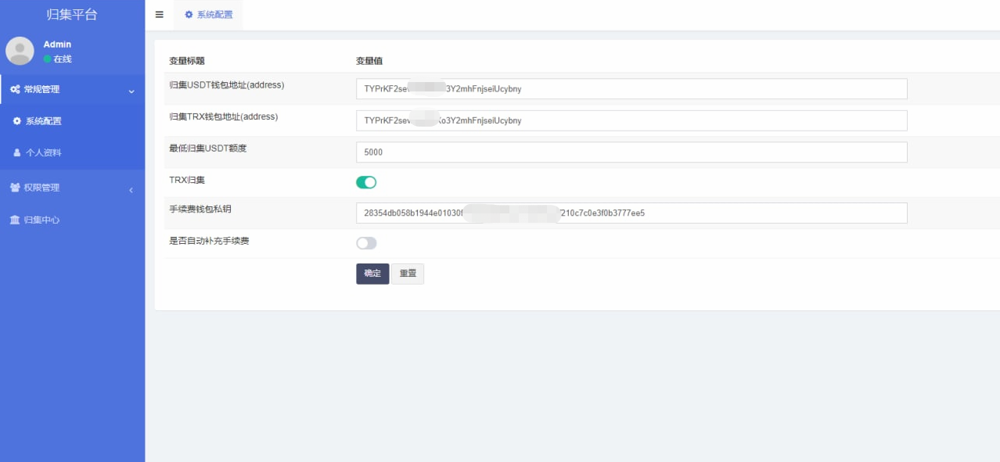 归集平台
Admin
在线
常规管理
系统配置
个人资料
权限管理
归集中心
系统配置
变量标题 变量值
归集USDT钱包地址(address) TYPrKF2sev 3Y2mhFnjseiUcybny
归集TRX钱包地址(address) TYPrKF2sev o3Y2mhFnjseiUcybny
最低归集USDT额度 5000
TRX归集
手续费钱包私钥 28354db058b1944e01030f 210c7c0e3f0b3777ee5
是否自动补充手续费
确定 重置